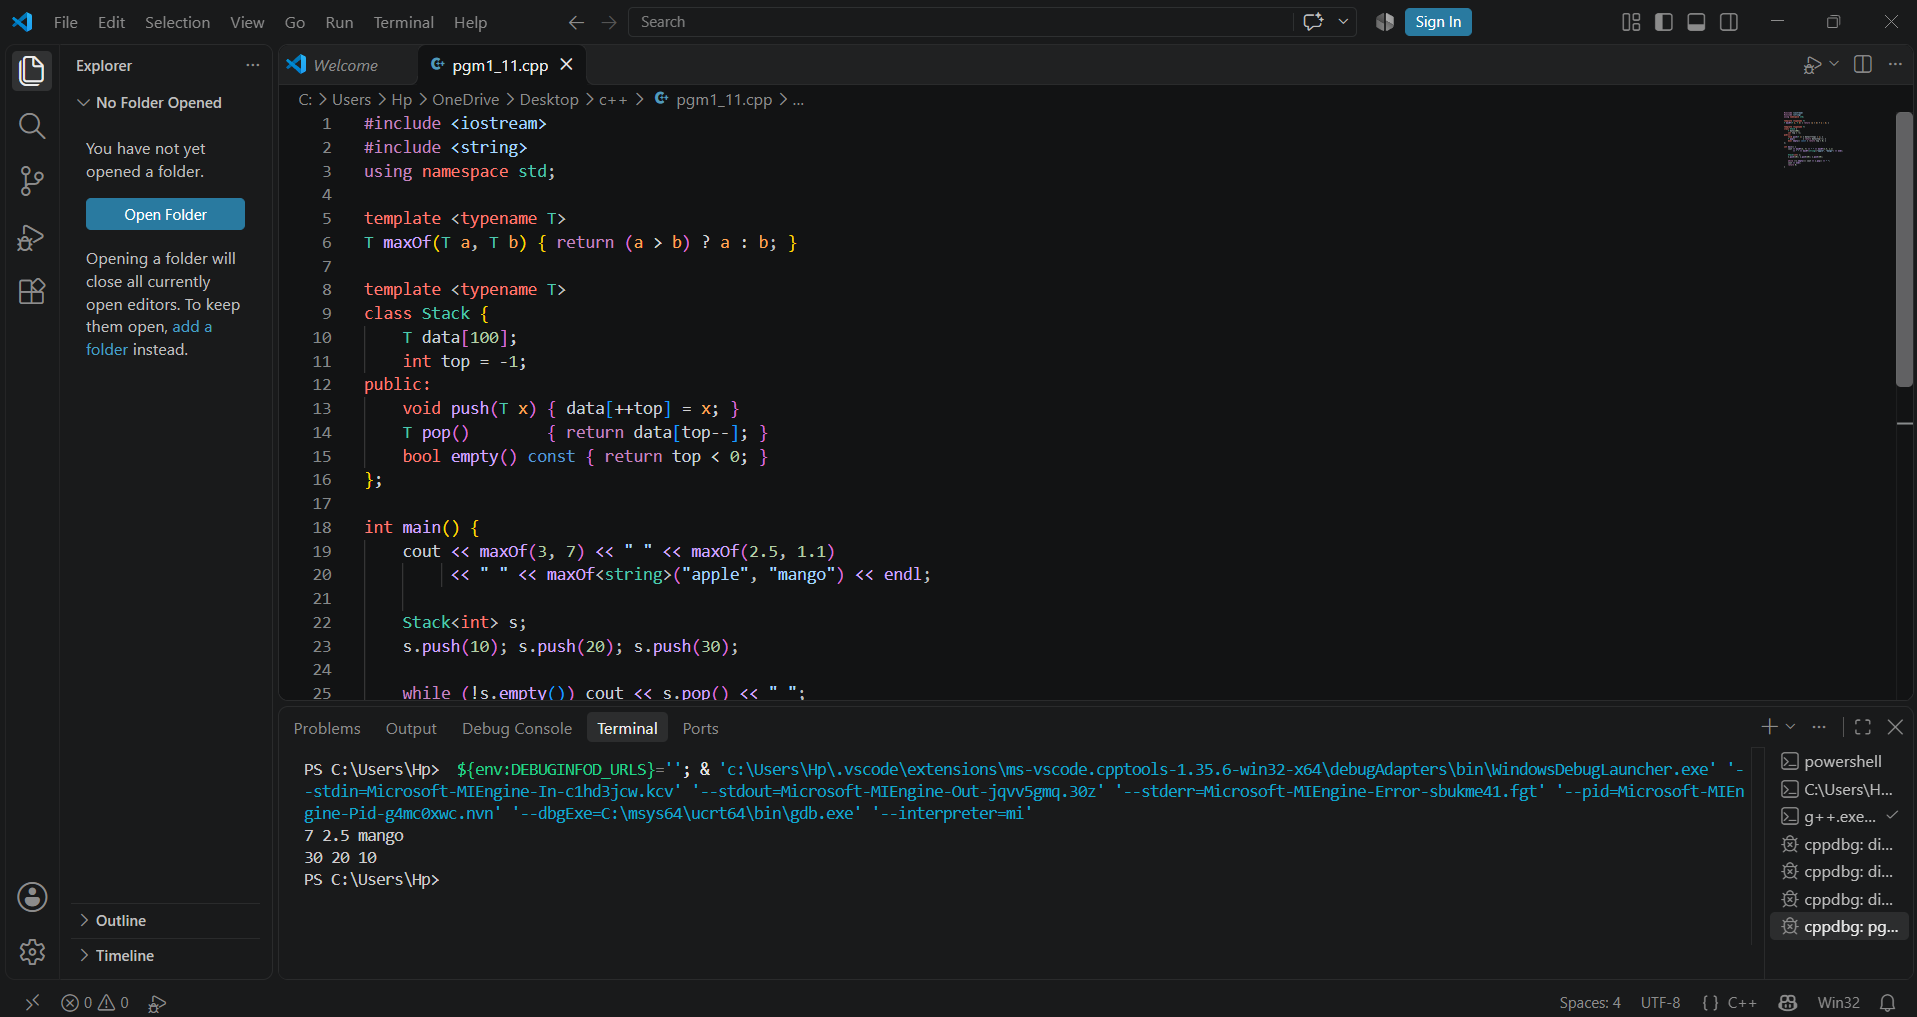 File Edit Selection View Go Run Terminal Help
Search
Sign In
Explorer
No Folder Opened
You have not yet
opened a folder.
Open Folder
Opening a folder will
close all currently
open editors. To keep
them open, add a
folder instead.
Outline
Timeline
Welcome
pgm1_11.cpp
C: > Users > Hp > OneDrive > Desktop > c++ > pgm1_11.cpp > ...
1 #include <iostream>
2 #include <string>
3 using namespace std;
4
5 template <typename T>
6 T maxOf(T a, T b) { return (a > b) ? a : b; }
7
8 template <typename T>
9 class Stack {
10     T data[100];
11     int top = -1;
12 public:
13     void push(T x) { data[++top] = x; }
14     T pop()        { return data[top--]; }
15     bool empty() const { return top < 0; }
16 };
17
18 int main() {
19     cout << maxOf(3, 7) << " " << maxOf(2.5, 1.1)
20          << " " << maxOf<string>("apple", "mango") << endl;
21
22     Stack<int> s;
23     s.push(10); s.push(20); s.push(30);
24
25     while (!s.empty()) cout << s.pop() << " ";
Problems Output Debug Console Terminal Ports
PS C:\Users\Hp>  ${env:DEBUGINFOD_URLS}=''; & 'c:\Users\Hp\.vscode\extensions\ms-vscode.cpptools-1.35.6-win32-x64\debugAdapters\bin\WindowsDebugLauncher.exe' '-
-stdin=Microsoft-MIEngine-In-c1hd3jcw.kcv' '--stdout=Microsoft-MIEngine-Out-jqvv5gmq.30z' '--stderr=Microsoft-MIEngine-Error-sbukme41.fgt' '--pid=Microsoft-MIEn
gine-Pid-g4mc0xwc.nvn' '--dbgExe=C:\msys64\ucrt64\bin\gdb.exe' '--interpreter=mi'
7 2.5 mango
30 20 10
PS C:\Users\Hp>
powershell
C:\Users\H...
g++.exe...
cppdbg: di...
cppdbg: di...
cppdbg: di...
cppdbg: pg...
0 0
Spaces: 4
UTF-8
{ } C++
Win32